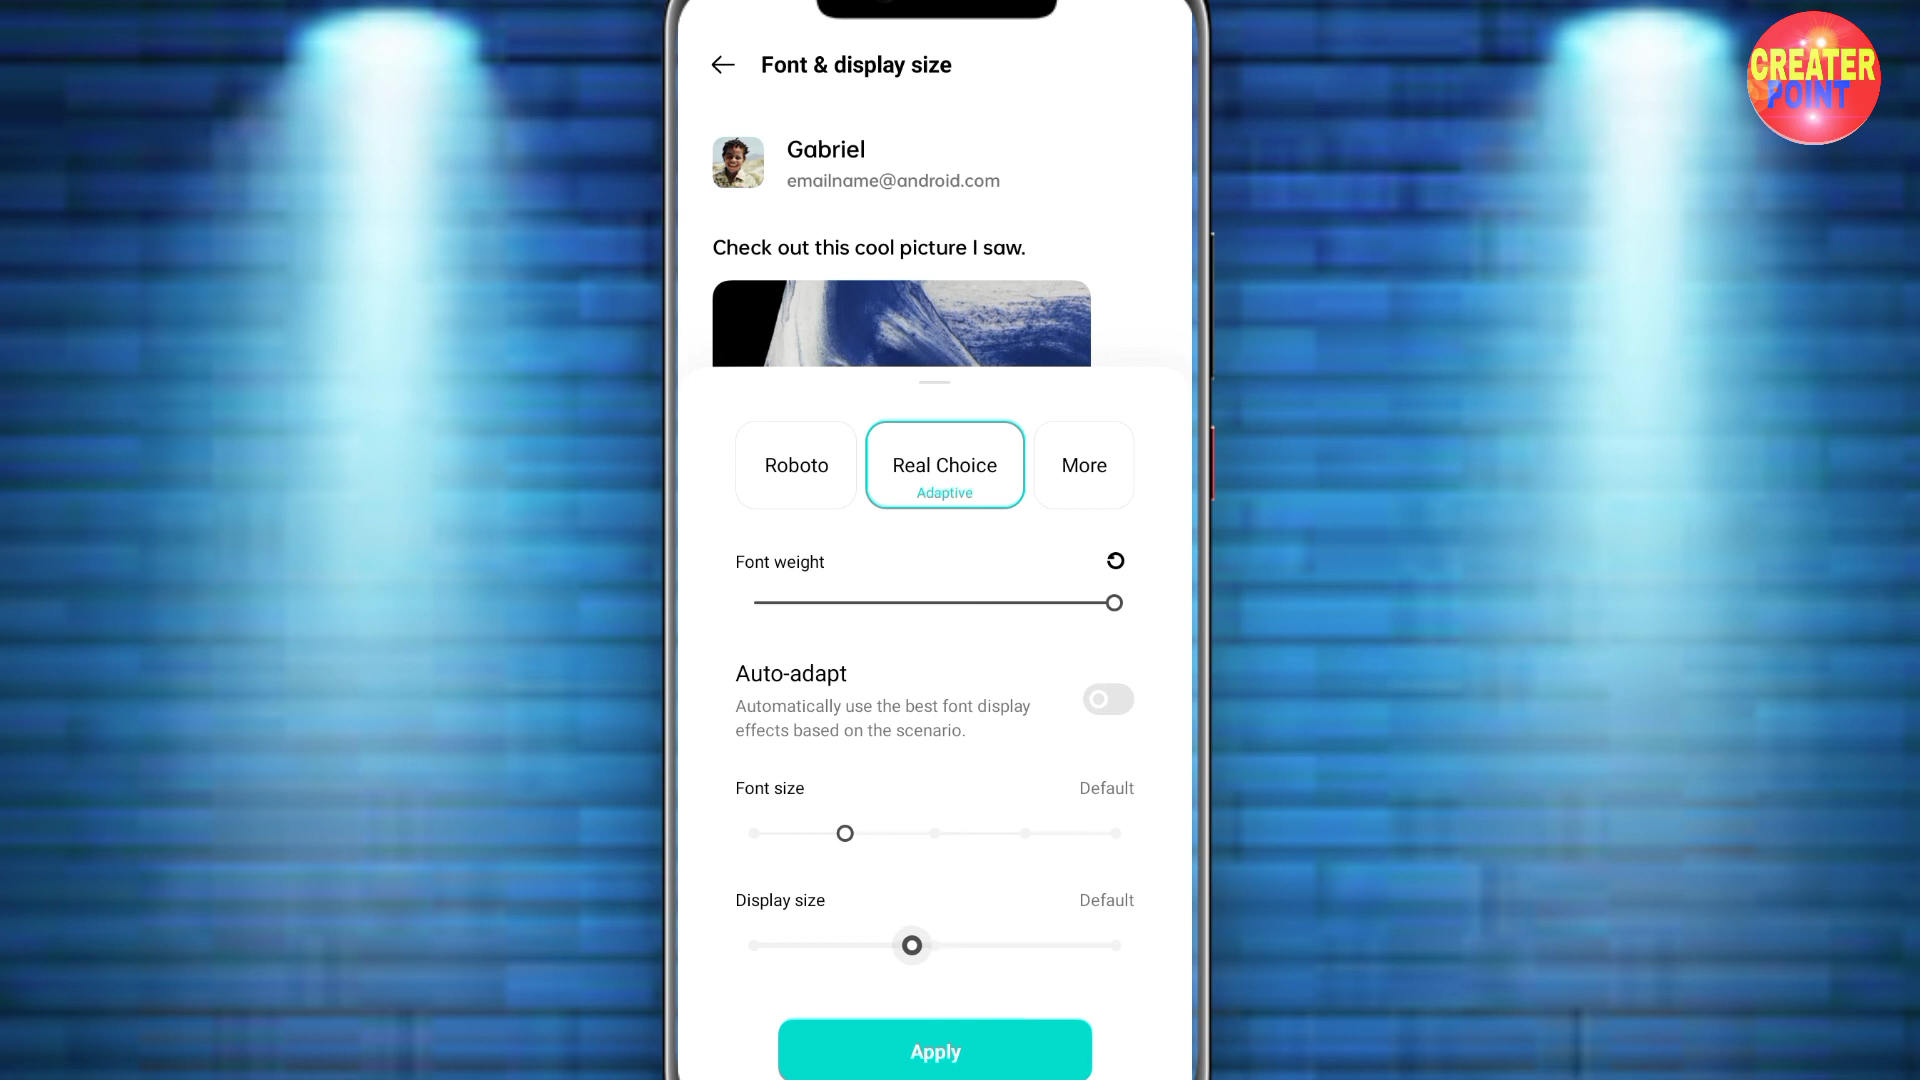 CREATER
POINT
Font & display size
Gabriel
emailname@android.com
Check out this cool picture I saw.
Roboto
Real Choice
Adaptive
More
Font weight
Auto-adapt
Automatically use the best font display
effects based on the scenario.
Font size
Default
Display size
Default
Apply